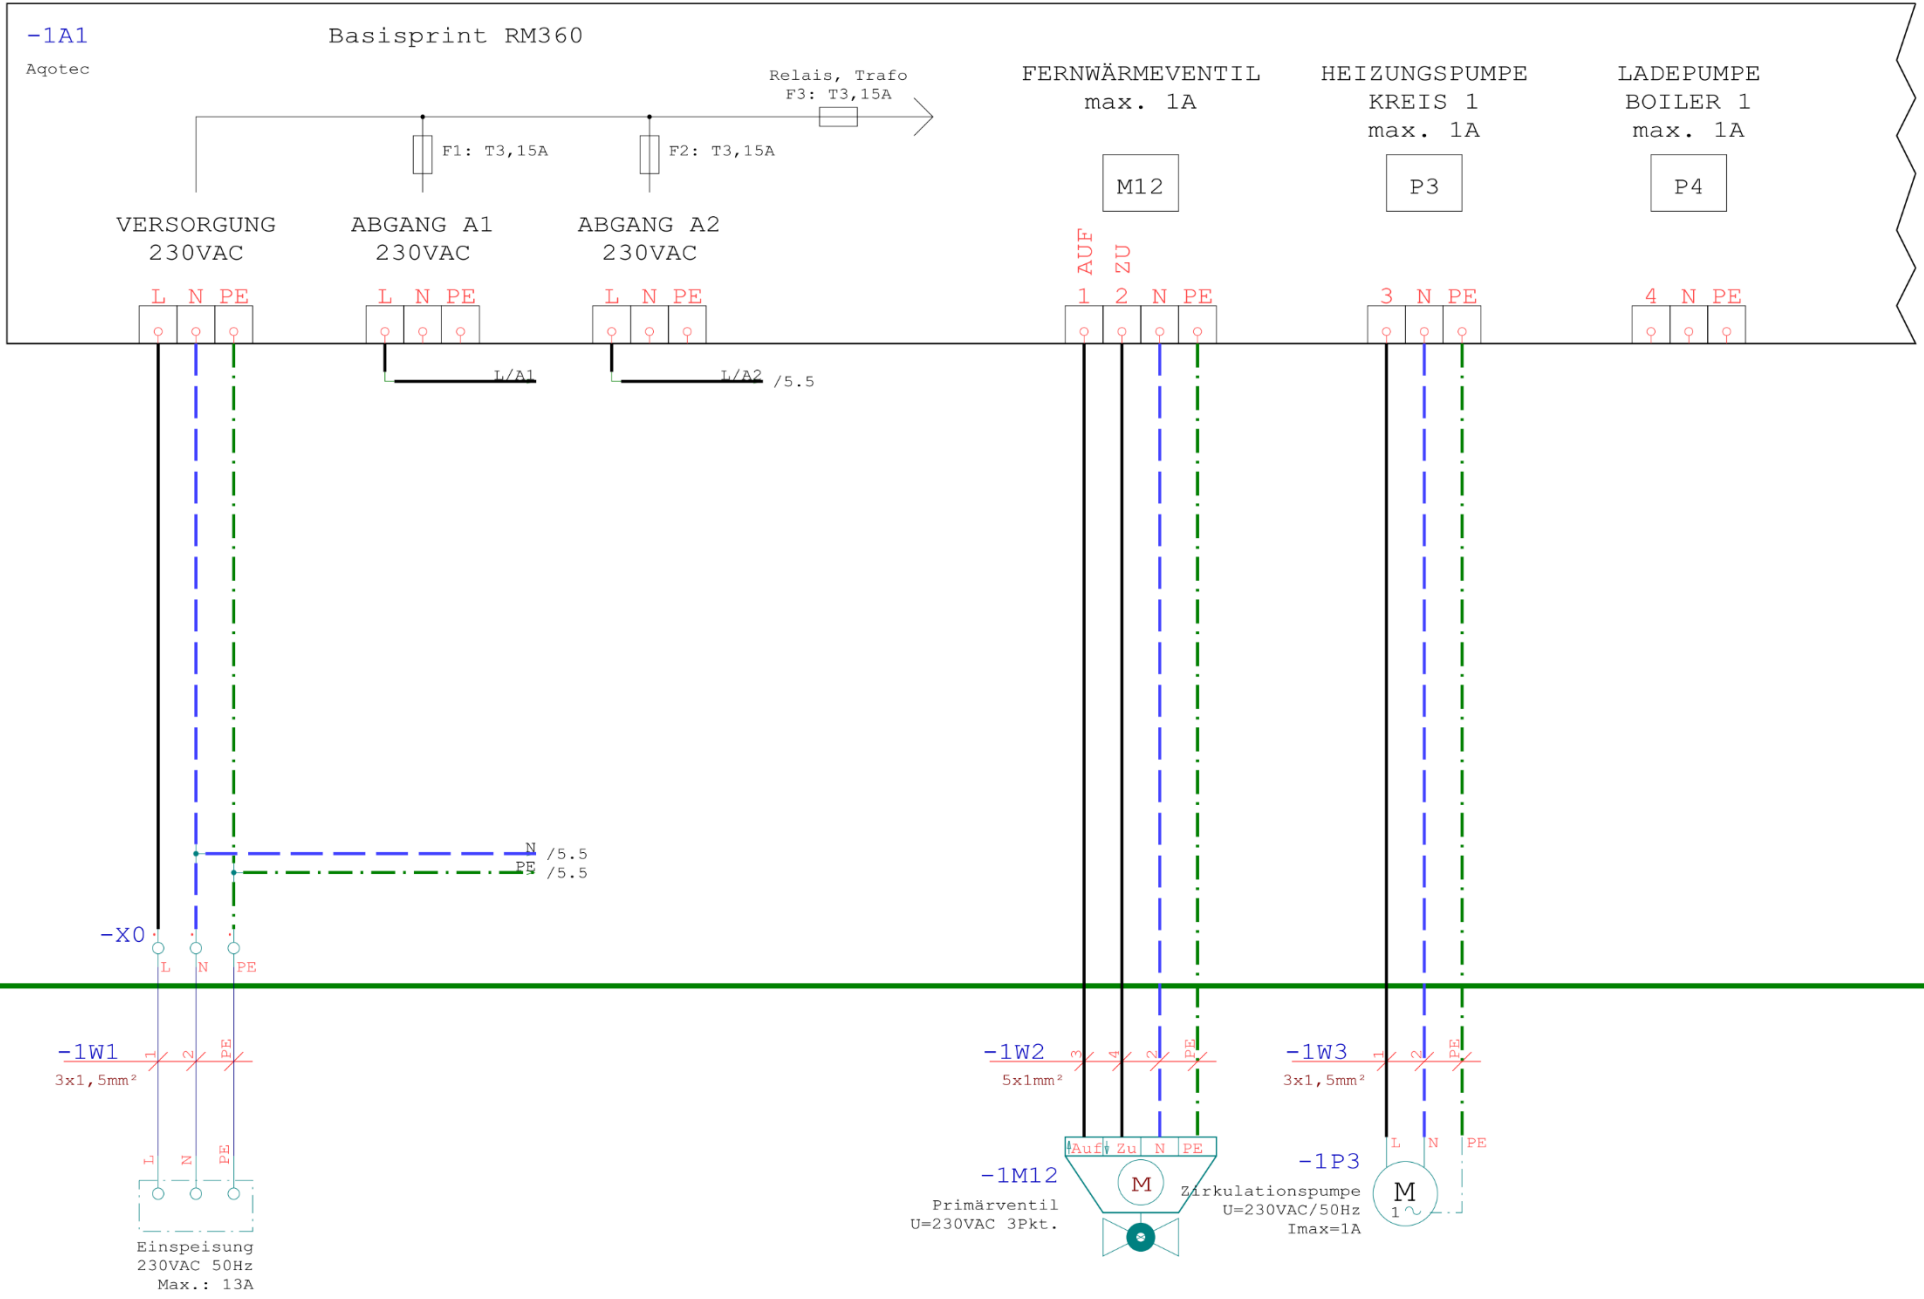 -1A1
Aqotec
Basisprint RM360
Relais, Trafo
F3: T3,15A
F1: T3,15A
F2: T3,15A
VERSORGUNG
230VAC
ABGANG A1
230VAC
ABGANG A2
230VAC
FERNWÄRMEVENTIL
max. 1A
M12
HEIZUNGSPUMPE
KREIS 1
max. 1A
P3
LADEPUMPE
BOILER 1
max. 1A
P4
AUF
ZU
L N PE
L N PE
L N PE
1 2 N PE
3 N PE
4 N PE
L/A1
L/A2 /5.5
N /5.5
PE /5.5
-X0
L N PE
-1W1
3x1,5mm²
1 2 PE
L N PE
Einspeisung
230VAC 50Hz
Max.: 13A
-1W2
5x1mm²
3 4 2 PE
Auf Zu N PE
-1M12
M
Primärventil
U=230VAC 3Pkt.
-1W3
3x1,5mm²
1 2 PE
L N PE
-1P3
M
1~
Zirkulationspumpe
U=230VAC/50Hz
Imax=1A